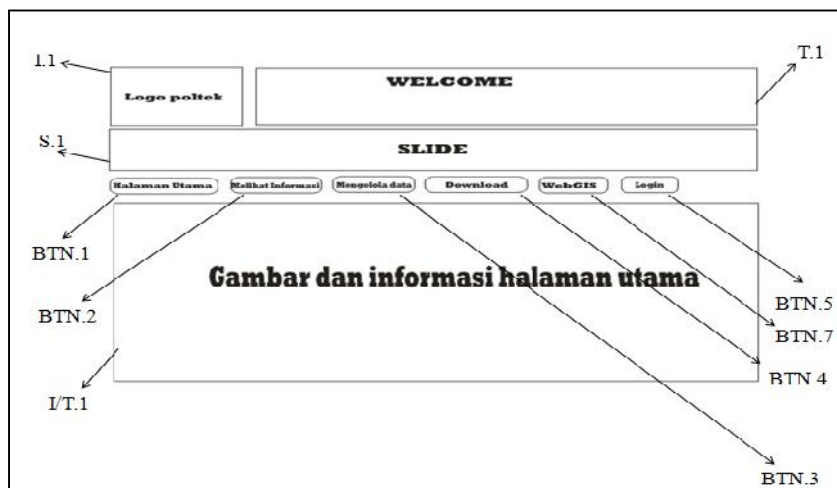 I.1
T.1
WELCOME
Logo poltek
S.1
SLIDE
Halaman Utama
Melihat Informasi
Mengelola data
Download
WebGIS
Login
BTN.1
Gambar dan informasi halaman utama
BTN.5
BTN.2
BTN.7
BTN 4
I/T.1
BTN.3